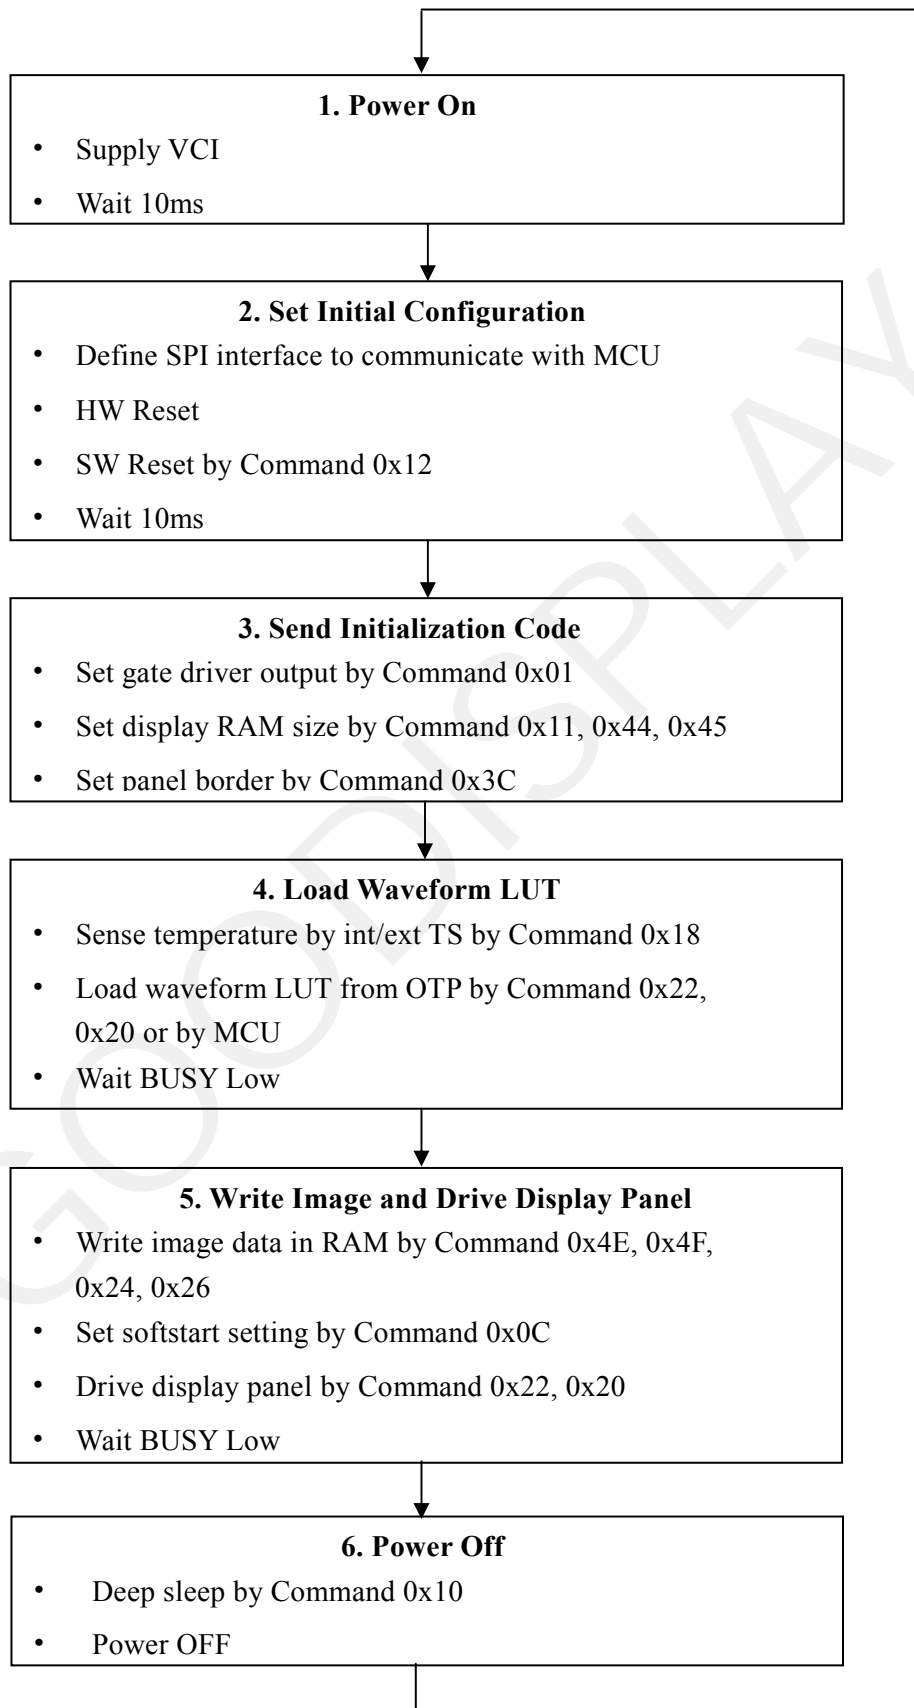 1. Power On
• Supply VCI
• Wait 10ms
2. Set Initial Configuration
• Define SPI interface to communicate with MCU
• HW Reset
• SW Reset by Command 0x12
• Wait 10ms
3. Send Initialization Code
• Set gate driver output by Command 0x01
• Set display RAM size by Command 0x11, 0x44, 0x45
• Set panel border by Command 0x3C
4. Load Waveform LUT
• Sense temperature by int/ext TS by Command 0x18
• Load waveform LUT from OTP by Command 0x22,
0x20 or by MCU
• Wait BUSY Low
5. Write Image and Drive Display Panel
• Write image data in RAM by Command 0x4E, 0x4F,
0x24, 0x26
• Set softstart setting by Command 0x0C
• Drive display panel by Command 0x22, 0x20
• Wait BUSY Low
6. Power Off
• Deep sleep by Command 0x10
• Power OFF
GOODISPLAY